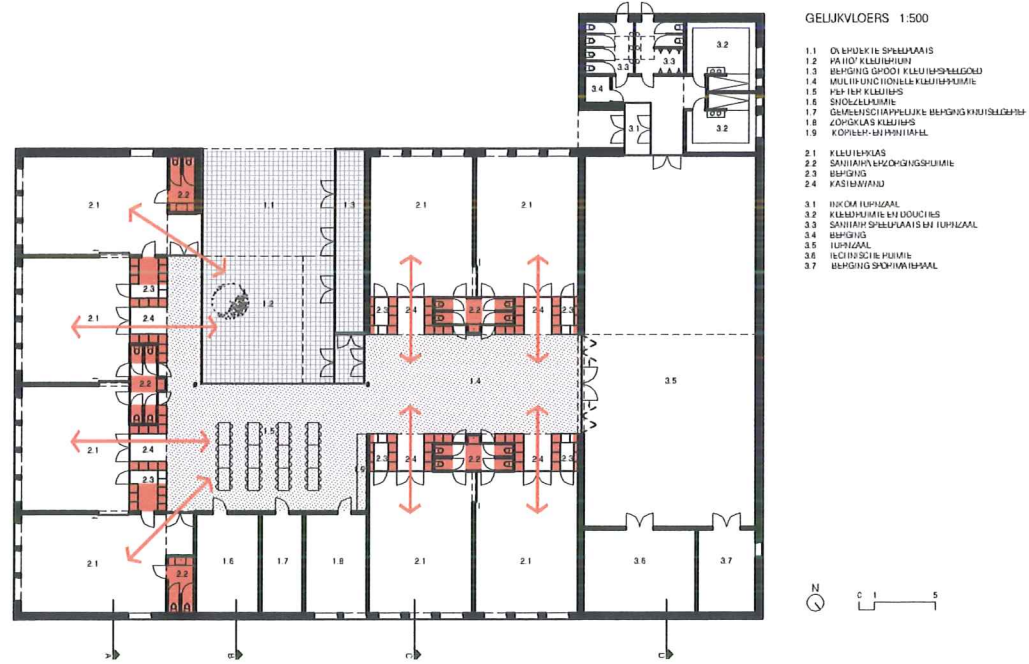 GELIJKVLOERS 1:500
1.1 OVERDEKTE SPEELPLAATS
1.2 PATIO/ KLEUTERTUIN
1.3 BERGING GROOT KLEUTERSPEELGOED
1.4 MULTIFUNCTIONELE KLEUTERRUIMTE
1.5 REFTER KLEUTERS
1.6 SNOEZELRUIMTE
1.7 GEMEENSCHAPPELIJKE BERGING KNUTSELGERIEF
1.8 ZORGKLAS KLEUTERS
1.9 KOPIEER- EN PRINTTAFEL
2.1 KLEUTERKLAS
2.2 SANITAIR/VERZORGINGSRUIMTE
2.3 BERGING
2.4 KASTENWAND
3.1 INKOM TURNZAAL
3.2 KLEEDRUIMTE EN DOUCHES
3.3 SANITAIR SPEELPLAATS EN TURNZAAL
3.4 BERGING
3.5 TURNZAAL
3.6 TECHNISCHE RUIMTE
3.7 BERGING SPORTMATERIAAL
N
0 1 5
3.2
3.3 3.3
3.4
3.1 3.2
2.1 2.2 1.1 1.3 2.1 2.1
2.3 1.2
2.1 2.4 2.3 2.4 2.2 2.4 2.3
2.2 1.4 3.5
1.5
2.1 2.4 2.3 2.4 2.2 2.4 2.3
2.3 1.9
2.1 2.2 1.6 1.7 1.8 2.1 2.1 3.6 3.7
A B C D